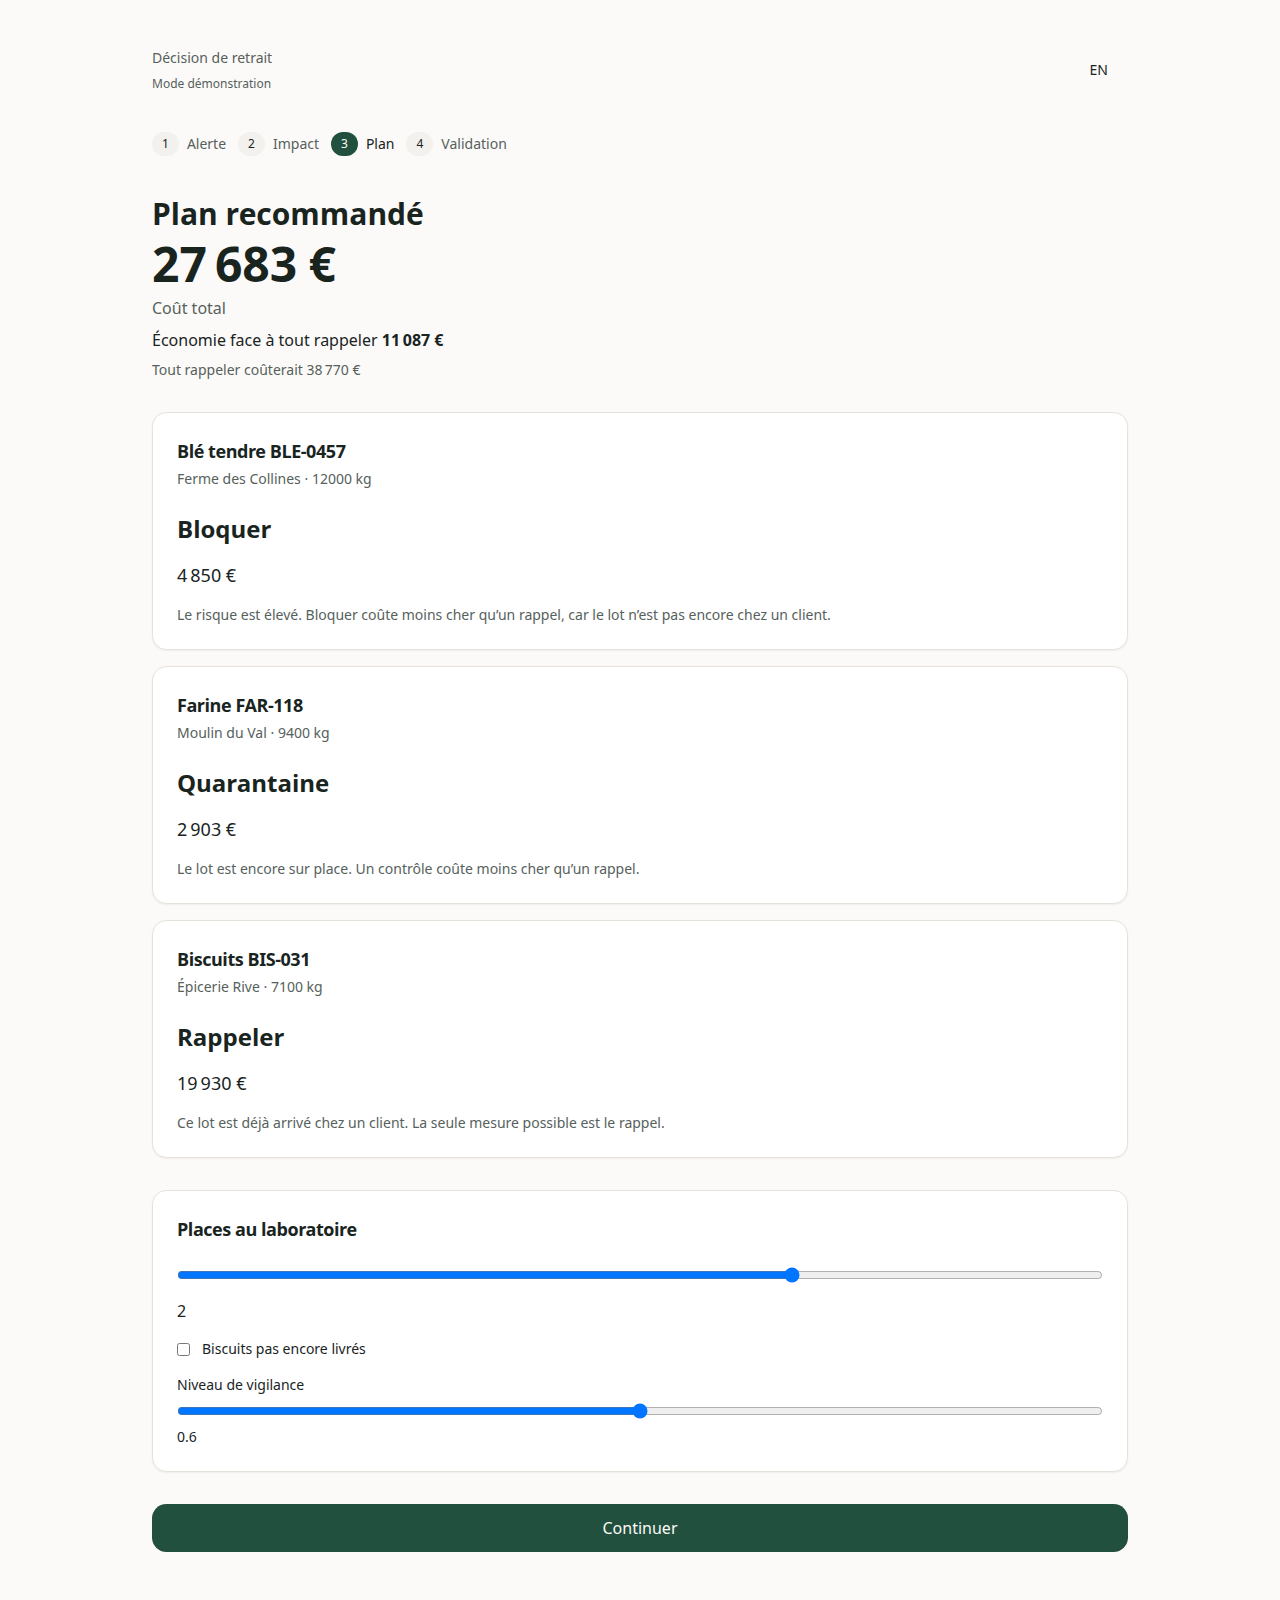 Décision de retrait
Mode démonstration
EN
1 Alerte 2 Impact 3 Plan 4 Validation
Plan recommandé
27 683 €
Coût total
Économie face à tout rappeler 11 087 €
Tout rappeler coûterait 38 770 €
Blé tendre BLE-0457
Ferme des Collines · 12000 kg
Bloquer
4 850 €
Le risque est élevé. Bloquer coûte moins cher qu’un rappel, car le lot n’est pas encore chez un client.
Farine FAR-118
Moulin du Val · 9400 kg
Quarantaine
2 903 €
Le lot est encore sur place. Un contrôle coûte moins cher qu’un rappel.
Biscuits BIS-031
Épicerie Rive · 7100 kg
Rappeler
19 930 €
Ce lot est déjà arrivé chez un client. La seule mesure possible est le rappel.
Places au laboratoire
2
Biscuits pas encore livrés
Niveau de vigilance
0.6
Continuer